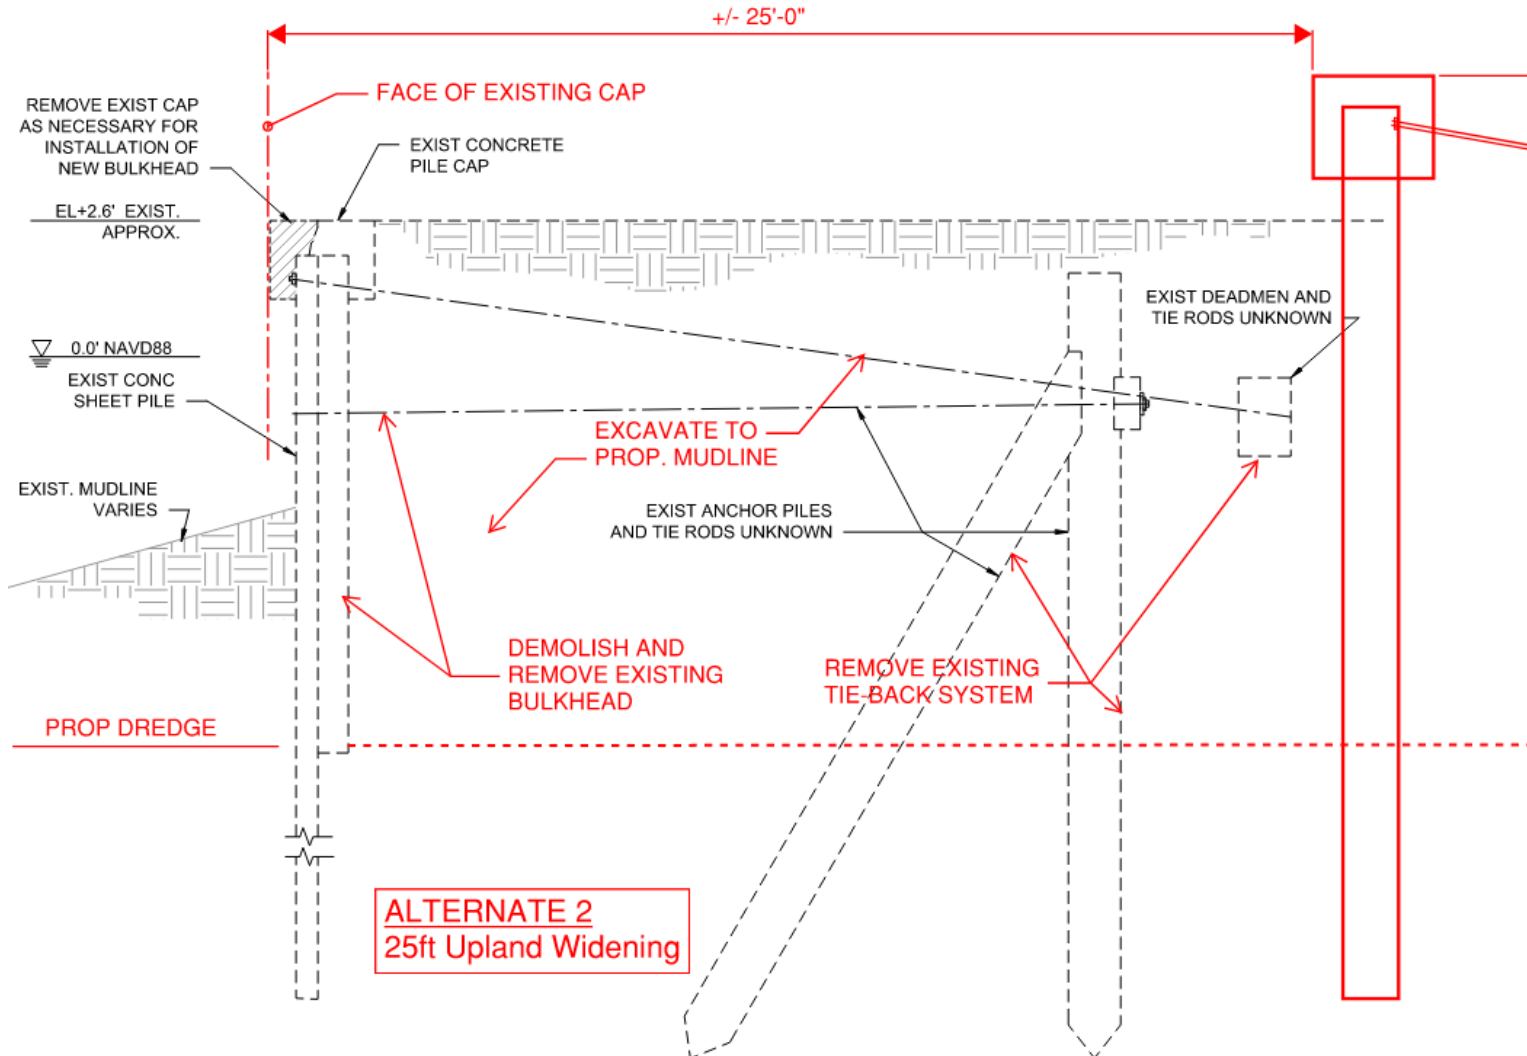 +/- 25'-0"
FACE OF EXISTING CAP
REMOVE EXIST CAP
AS NECESSARY FOR
INSTALLATION OF
NEW BULKHEAD
EXIST CONCRETE
PILE CAP
EL+2.6' EXIST.
APPROX.
EXIST DEADMEN AND
TIE RODS UNKNOWN
0.0' NAVD88
EXIST CONC
SHEET PILE
EXCAVATE TO
PROP. MUDLINE
EXIST. MUDLINE
VARIES
EXIST ANCHOR PILES
AND TIE RODS UNKNOWN
DEMOLISH AND
REMOVE EXISTING
BULKHEAD
REMOVE EXISTING
TIE-BACK SYSTEM
PROP DREDGE
ALTERNATE 2
25ft Upland Widening